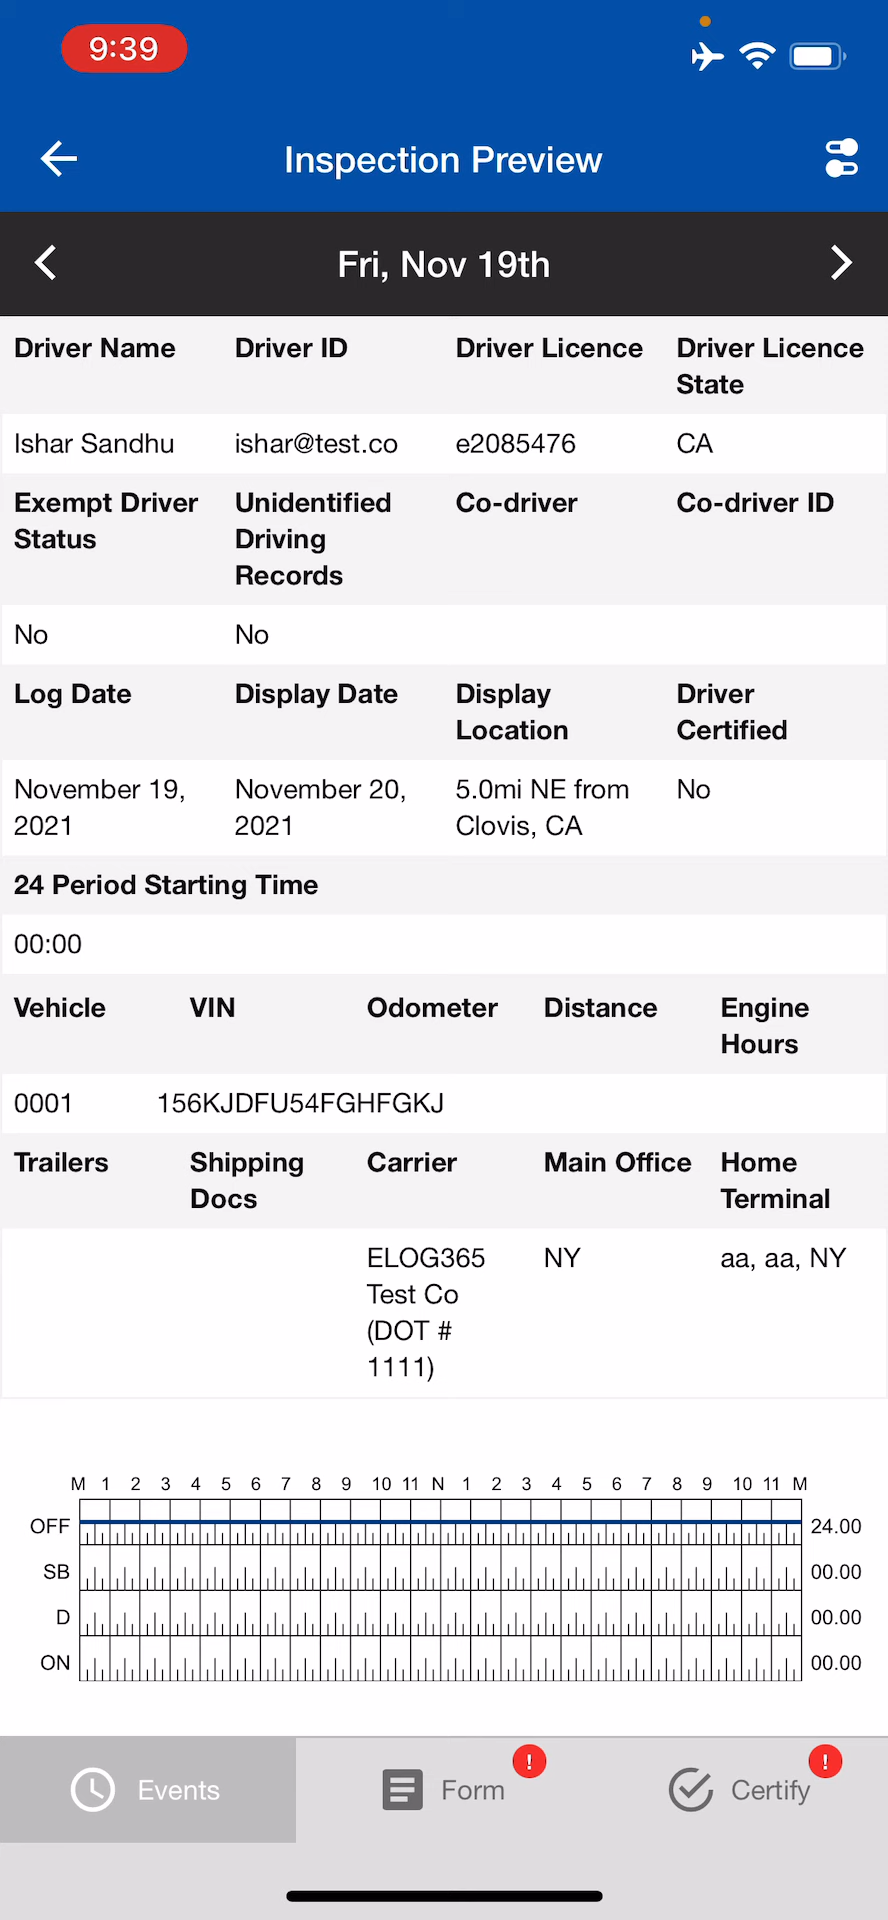 9:39
Inspection Preview
Fri, Nov 19th
Driver Name Driver ID Driver Licence Driver Licence
State
Ishar Sandhu ishar@test.co e2085476 CA
Exempt Driver Unidentified Co-driver Co-driver ID
Status Driving
Records
No No
Log Date Display Date Display Driver
Location Certified
November 19, November 20, 5.0mi NE from No
2021 2021 Clovis, CA
24 Period Starting Time
00:00
Vehicle VIN Odometer Distance Engine
Hours
0001 156KJDFU54FGHFGKJ
Trailers Shipping Carrier Main Office Home
Docs Terminal
ELOG365 NY aa, aa, NY
Test Co
(DOT #
1111)
M 1 2 3 4 5 6 7 8 9 10 11 N 1 2 3 4 5 6 7 8 9 10 11 M
OFF 24.00
SB 00.00
D 00.00
ON 00.00
! !
Events Form Certify